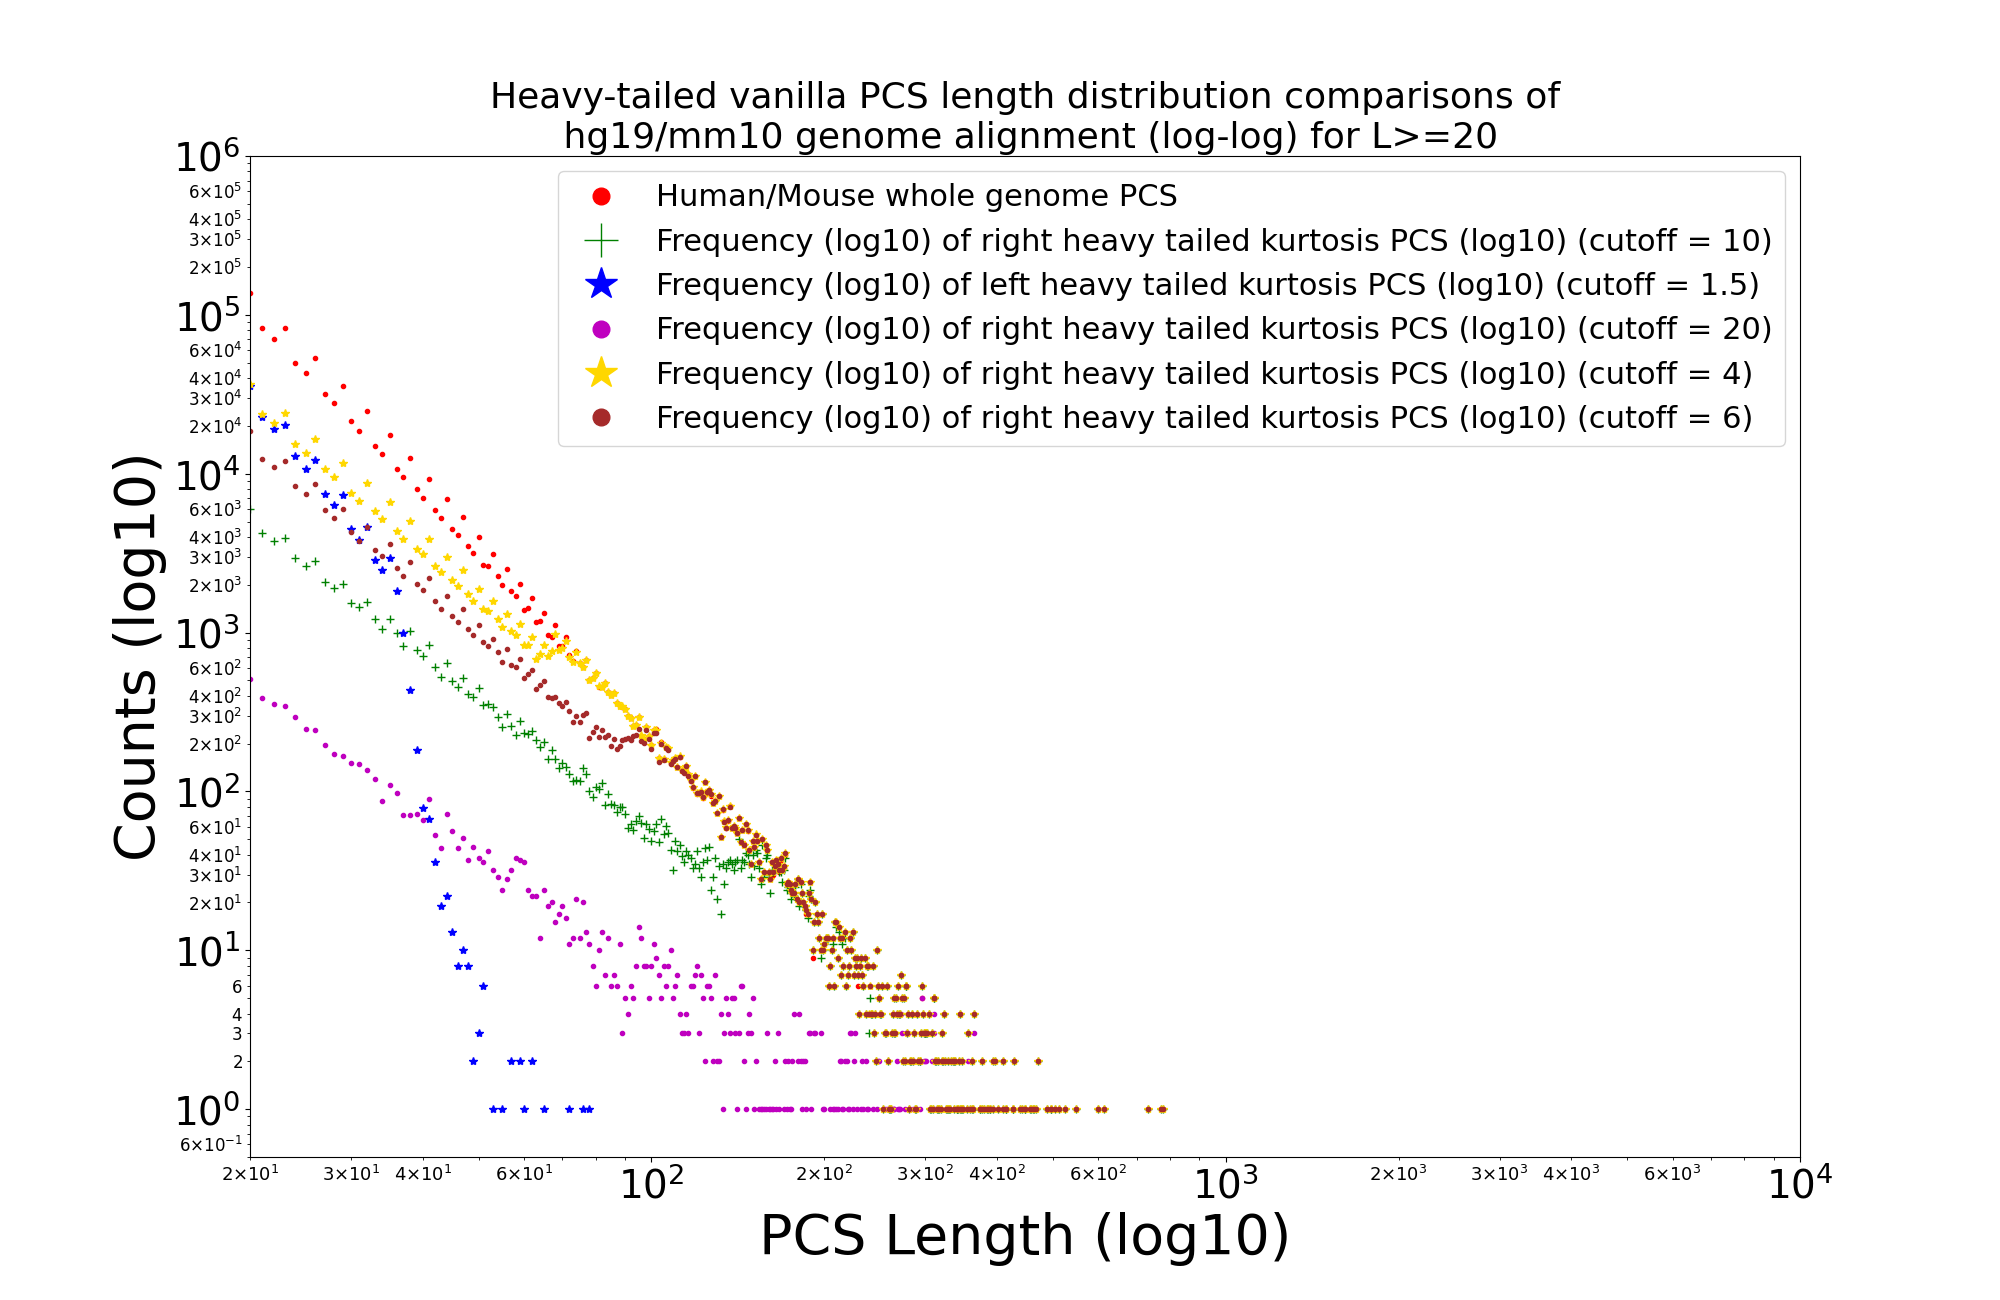 Heavy-tailed vanilla PCS length distribution comparisons of
hg19/mm10 genome alignment (log-log) for L>=20
Human/Mouse whole genome PCS
Frequency (log10) of right heavy tailed kurtosis PCS (log10) (cutoff = 10)
Frequency (log10) of left heavy tailed kurtosis PCS (log10) (cutoff = 1.5)
Frequency (log10) of right heavy tailed kurtosis PCS (log10) (cutoff = 20)
Frequency (log10) of right heavy tailed kurtosis PCS (log10) (cutoff = 4)
Frequency (log10) of right heavy tailed kurtosis PCS (log10) (cutoff = 6)
Counts (log10)
10⁶
6×10⁵
4×10⁵
3×10⁵
2×10⁵
10⁵
6×10⁴
4×10⁴
3×10⁴
2×10⁴
10⁴
6×10³
4×10³
3×10³
2×10³
10³
6×10²
4×10²
3×10²
2×10²
10²
6×10¹
4×10¹
3×10¹
2×10¹
10¹
6
4
3
2
10⁰
6×10⁻¹
2×10¹ 3×10¹ 4×10¹ 6×10¹ 10² 2×10² 3×10² 4×10² 6×10² 10³ 2×10³ 3×10³ 4×10³ 6×10³ 10⁴
PCS Length (log10)